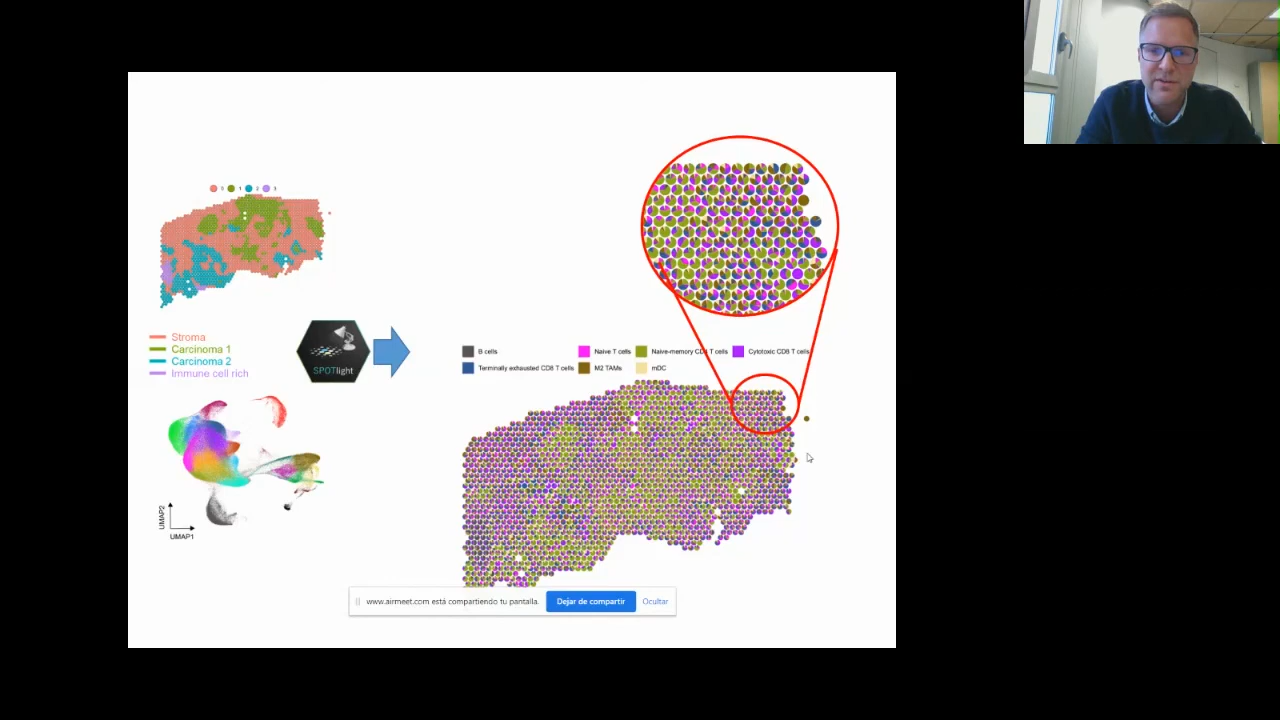 Stroma
Carcinoma 1
Carcinoma 2
Immune cell rich
SPOTlight
UMAP2
UMAP1
B cells
Naive T cells
Naive-memory CD4 T cells
Cytotoxic CD8 T cells
Terminally exhausted CD8 T cells
M2 TAMs
mDC
www.airmeet.com está compartiendo tu pantalla.
Dejar de compartir
Ocultar